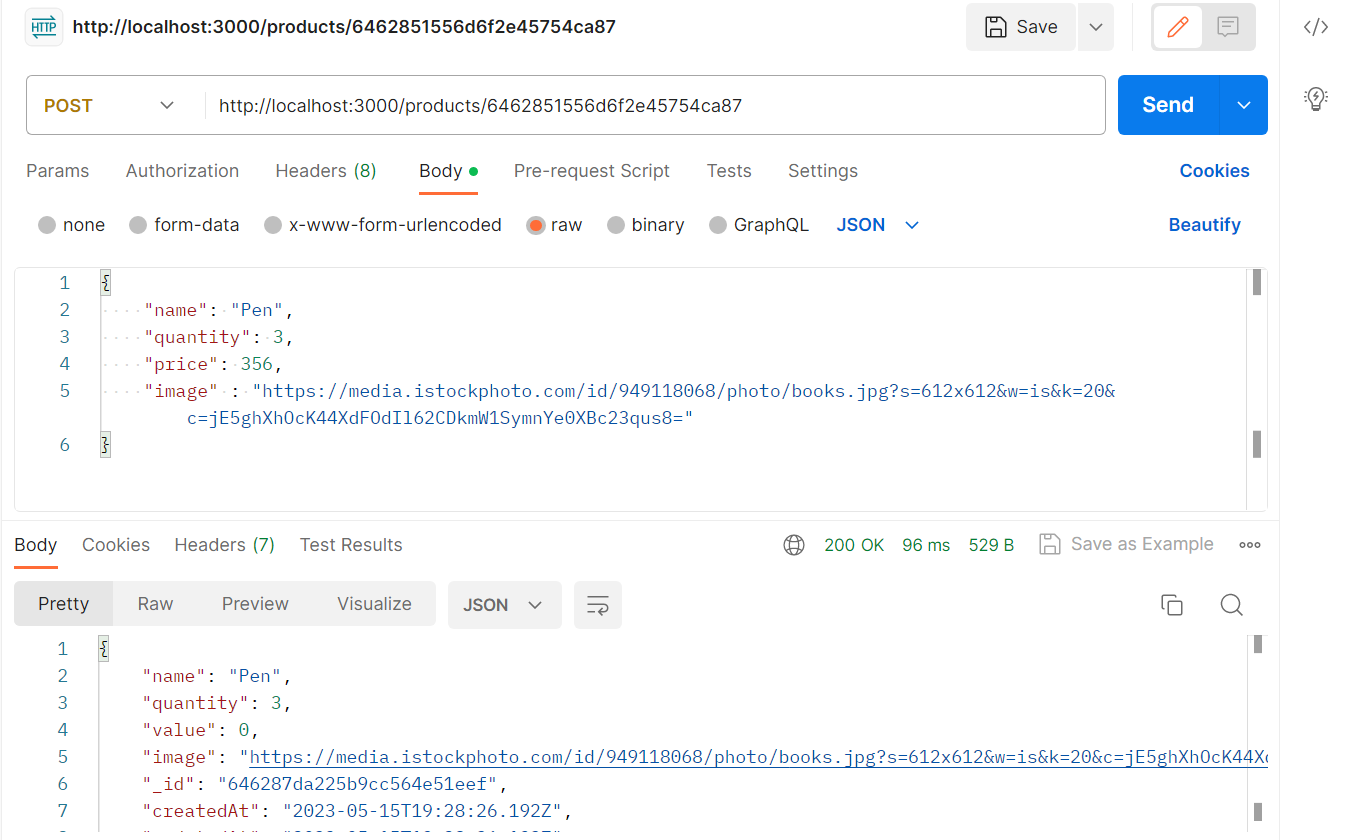 HTTP http://localhost:3000/products/6462851556d6f2e45754ca87 Save
POST http://localhost:3000/products/6462851556d6f2e45754ca87 Send
Params Authorization Headers (8) Body Pre-request Script Tests Settings Cookies
none form-data x-www-form-urlencoded raw binary GraphQL JSON Beautify
1 {
2 "name": "Pen",
3 "quantity": 3,
4 "price": 356,
5 "image" : "https://media.istockphoto.com/id/949118068/photo/books.jpg?s=612x612&w=is&k=20&
c=jE5ghXhOcK44XdFOdIl62CDkmW1SymnYe0XBc23qus8="
6 }
Body Cookies Headers (7) Test Results 200 OK 96 ms 529 B Save as Example
Pretty Raw Preview Visualize JSON
1 {
2 "name": "Pen",
3 "quantity": 3,
4 "value": 0,
5 "image": "https://media.istockphoto.com/id/949118068/photo/books.jpg?s=612x612&w=is&k=20&c=jE5ghXhOcK44X
6 "_id": "646287da225b9cc564e51eef",
7 "createdAt": "2023-05-15T19:28:26.192Z",